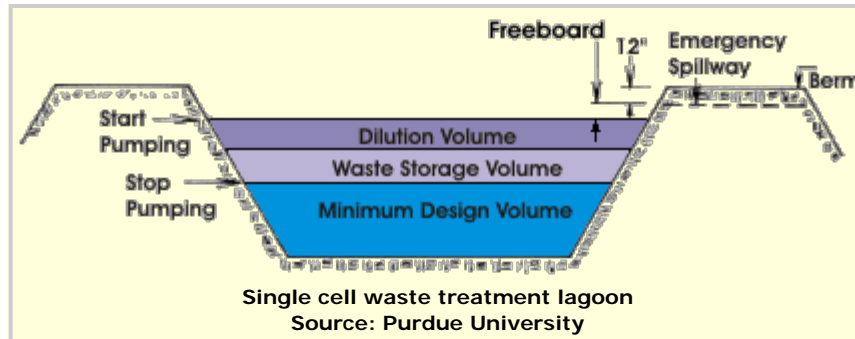 Freeboard
12"
Emergency
Spillway
Berm
Start
Pumping
Dilution Volume
Waste Storage Volume
Stop
Pumping
Minimum Design Volume
Single cell waste treatment lagoon
Source: Purdue University